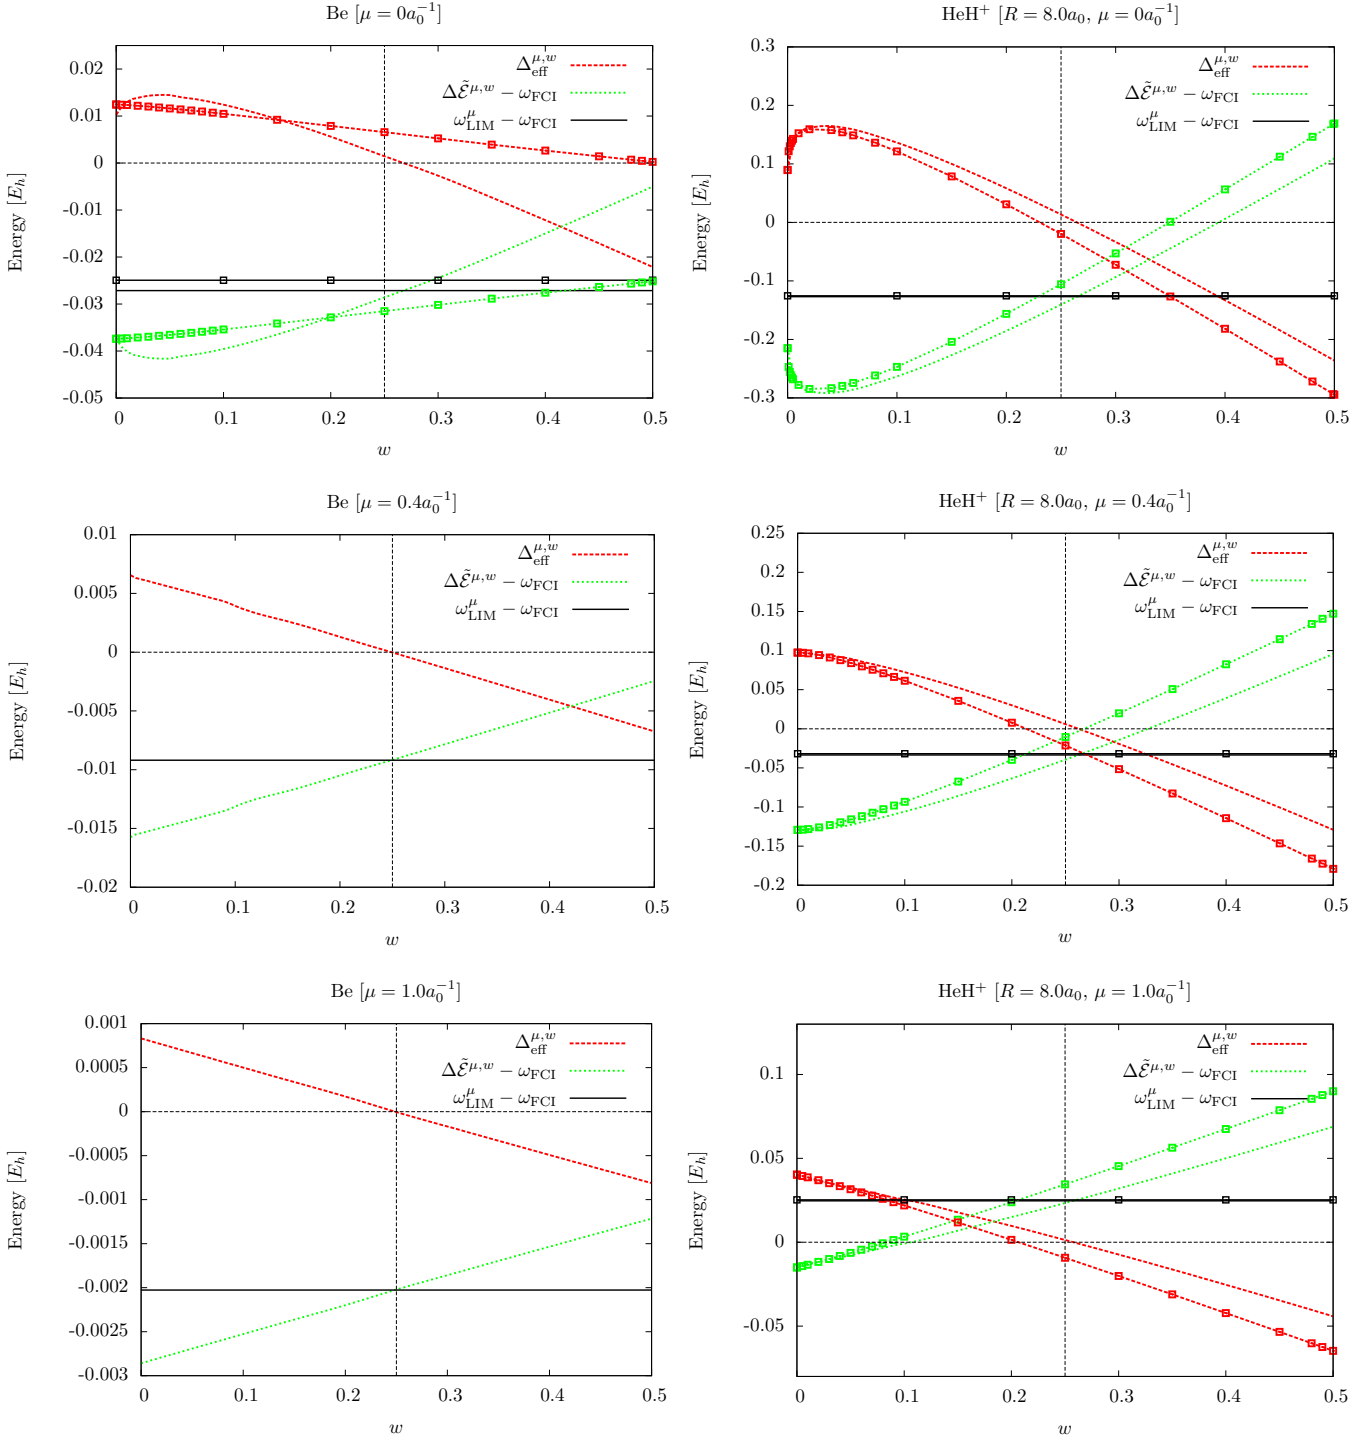 Be [μ = 0a₀⁻¹]
Energy [E_h]
0.02
0.01
0
-0.01
-0.02
-0.03
-0.04
-0.05
0 0.1 0.2 0.3 0.4 0.5
w
Δ_eff^{μ,w}
Δℰ̃^{μ,w} − ω_FCI
ω_LIM^μ − ω_FCI
HeH⁺ [R = 8.0a₀, μ = 0a₀⁻¹]
Energy [E_h]
0.3
0.2
0.1
0
-0.1
-0.2
-0.3
0 0.1 0.2 0.3 0.4 0.5
w
Δ_eff^{μ,w}
Δℰ̃^{μ,w} − ω_FCI
ω_LIM^μ − ω_FCI
Be [μ = 0.4a₀⁻¹]
Energy [E_h]
0.01
0.005
0
-0.005
-0.01
-0.015
-0.02
0 0.1 0.2 0.3 0.4 0.5
w
Δ_eff^{μ,w}
Δℰ̃^{μ,w} − ω_FCI
ω_LIM^μ − ω_FCI
HeH⁺ [R = 8.0a₀, μ = 0.4a₀⁻¹]
Energy [E_h]
0.25
0.2
0.15
0.1
0.05
0
-0.05
-0.1
-0.15
-0.2
0 0.1 0.2 0.3 0.4 0.5
w
Δ_eff^{μ,w}
Δℰ̃^{μ,w} − ω_FCI
ω_LIM^μ − ω_FCI
Be [μ = 1.0a₀⁻¹]
Energy [E_h]
0.001
0.0005
0
-0.0005
-0.001
-0.0015
-0.002
-0.0025
-0.003
0 0.1 0.2 0.3 0.4 0.5
w
Δ_eff^{μ,w}
Δℰ̃^{μ,w} − ω_FCI
ω_LIM^μ − ω_FCI
HeH⁺ [R = 8.0a₀, μ = 1.0a₀⁻¹]
Energy [E_h]
0.1
0.05
0
-0.05
0 0.1 0.2 0.3 0.4 0.5
w
Δ_eff^{μ,w}
Δℰ̃^{μ,w} − ω_FCI
ω_LIM^μ − ω_FCI